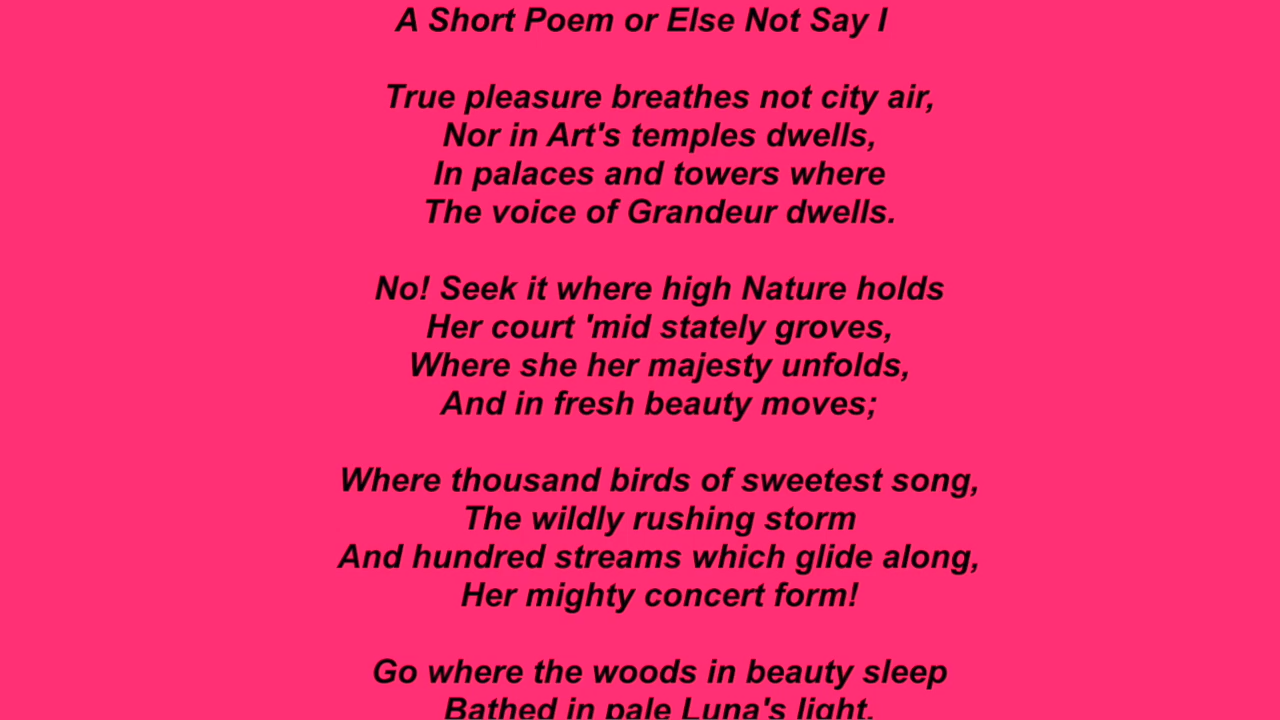 A Short Poem or Else Not Say I
True pleasure breathes not city air,
Nor in Art's temples dwells,
In palaces and towers where
The voice of Grandeur dwells.
No! Seek it where high Nature holds
Her court 'mid stately groves,
Where she her majesty unfolds,
And in fresh beauty moves;
Where thousand birds of sweetest song,
The wildly rushing storm
And hundred streams which glide along,
Her mighty concert form!
Go where the woods in beauty sleep
Bathed in pale Luna's light,